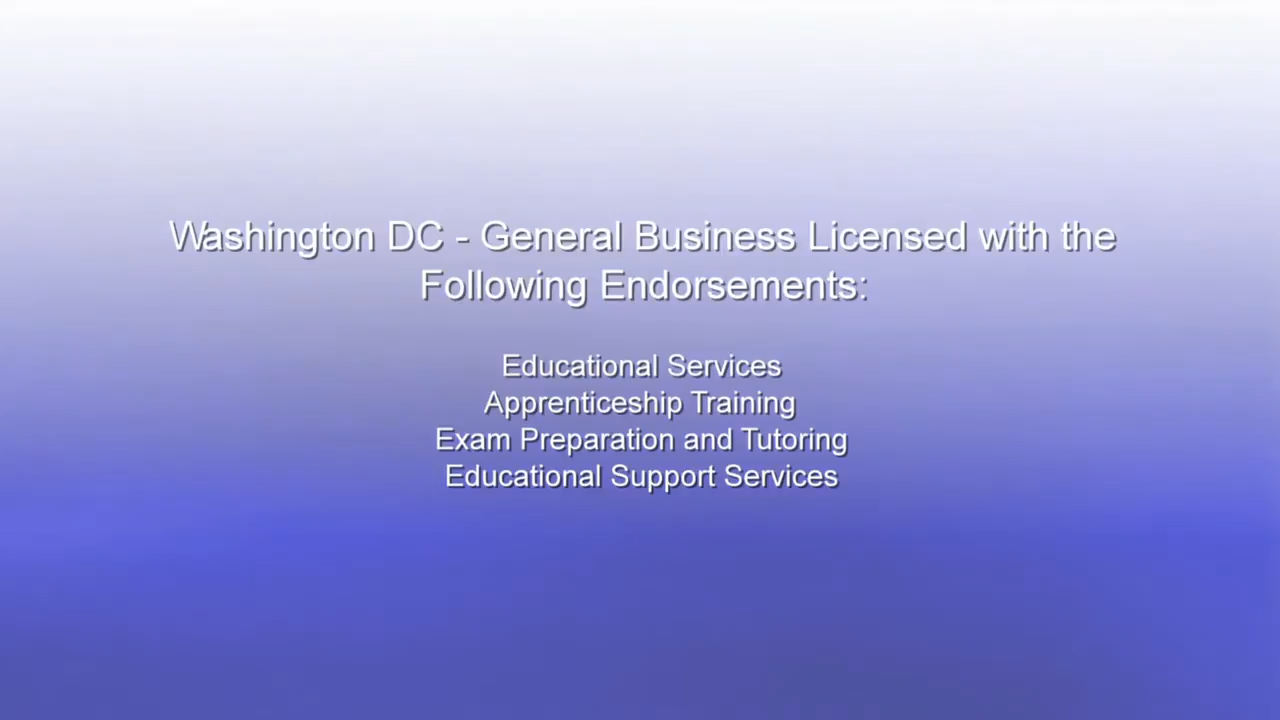 Washington DC - General Business Licensed with the
Following Endorsements:
Educational Services
Apprenticeship Training
Exam Preparation and Tutoring
Educational Support Services